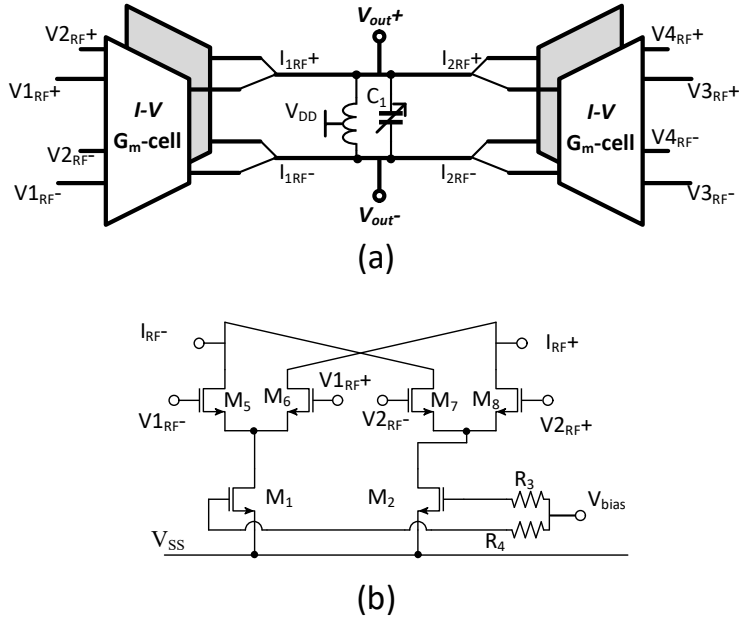 V2RF+
V1RF+
V2RF-
V1RF-
I-V
Gm-cell
I1RF+
I1RF-
Vout+
VDD
C1
Vout-
I2RF+
I2RF-
I-V
Gm-cell
V4RF+
V3RF+
V4RF-
V3RF-
(a)
IRF-
IRF+
M5
M6
V1RF+
M7
M8
V1RF-
V2RF-
V2RF+
M1
M2
R3
Vbias
R4
VSS
(b)